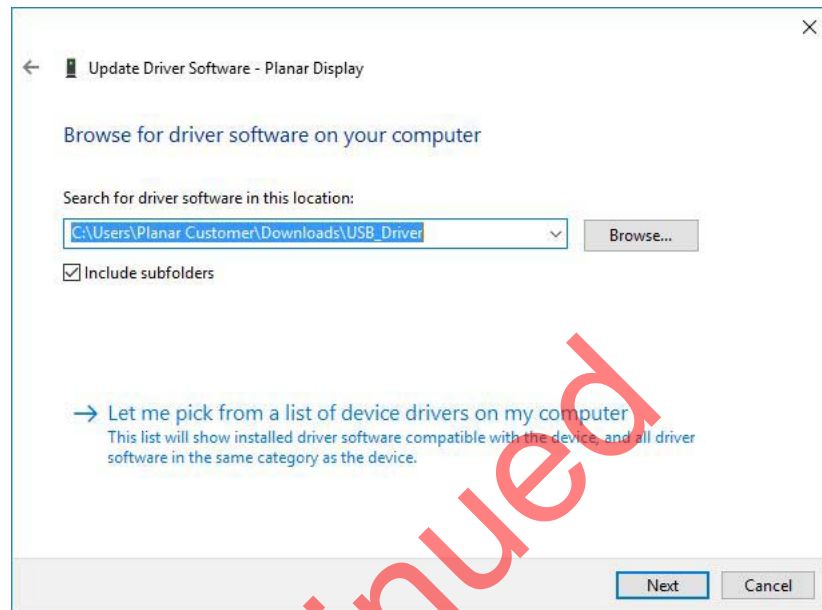 Update Driver Software - Planar Display
Browse for driver software on your computer
Search for driver software in this location:
C:\Users\Planar Customer\Downloads\USB_Driver
Browse...
Include subfolders
Let me pick from a list of device drivers on my computer
This list will show installed driver software compatible with the device, and all driver
software in the same category as the device.
Next
Cancel